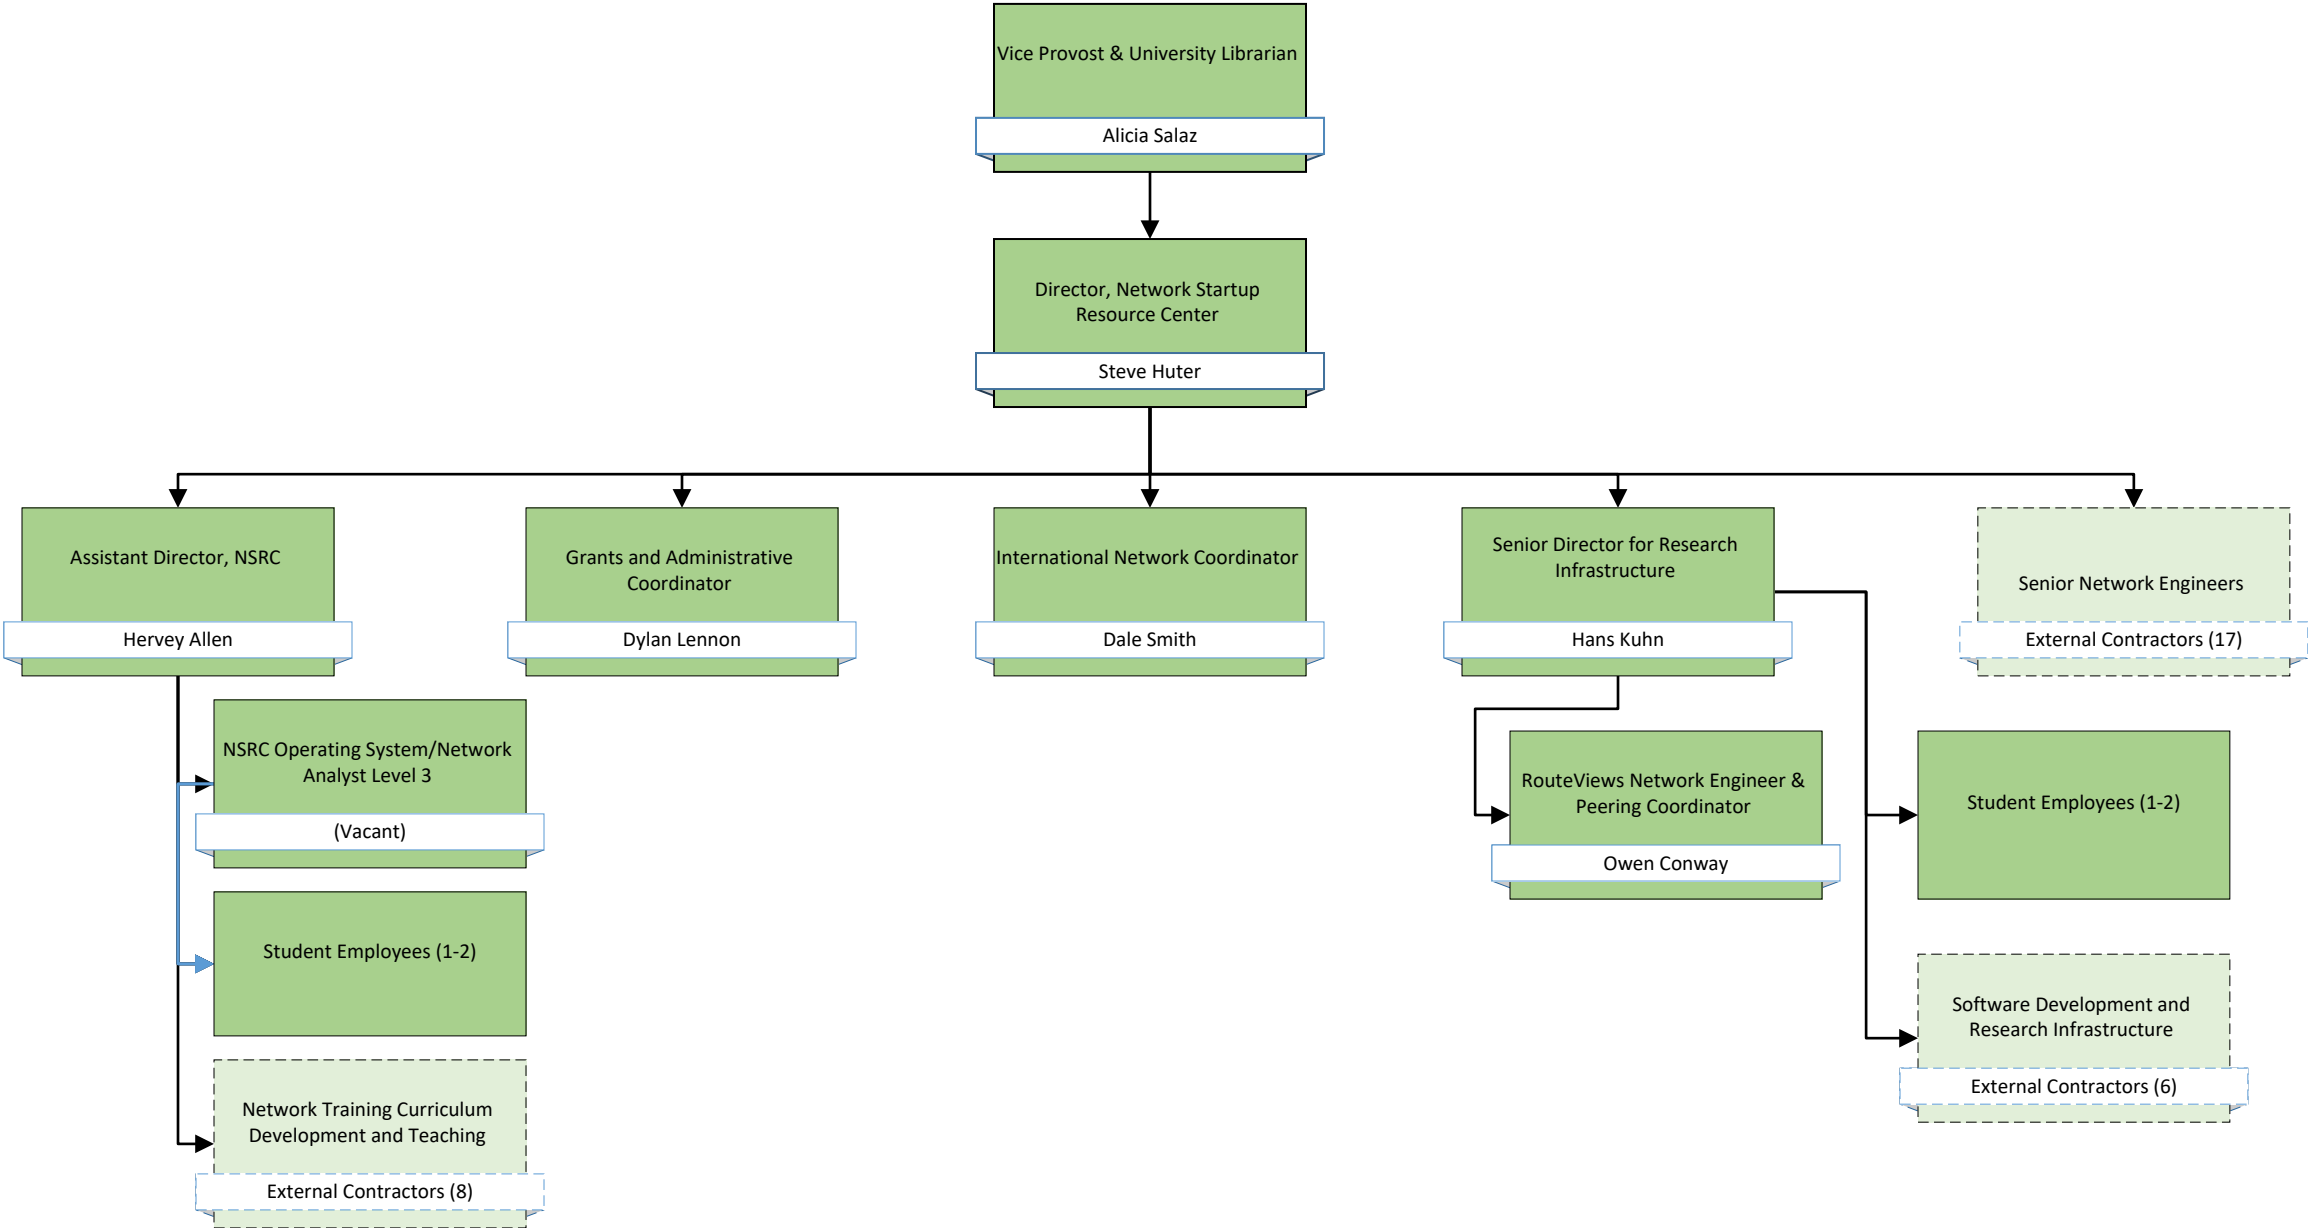 Vice Provost & University Librarian
Alicia Salaz
Director, Network Startup
Resource Center
Steve Huter
Assistant Director, NSRC
Hervey Allen
Grants and Administrative
Coordinator
Dylan Lennon
International Network Coordinator
Dale Smith
Senior Director for Research
Infrastructure
Hans Kuhn
Senior Network Engineers
External Contractors (17)
NSRC Operating System/Network
Analyst Level 3
(Vacant)
Student Employees (1-2)
Network Training Curriculum
Development and Teaching
External Contractors (8)
RouteViews Network Engineer &
Peering Coordinator
Owen Conway
Student Employees (1-2)
Software Development and
Research Infrastructure
External Contractors (6)